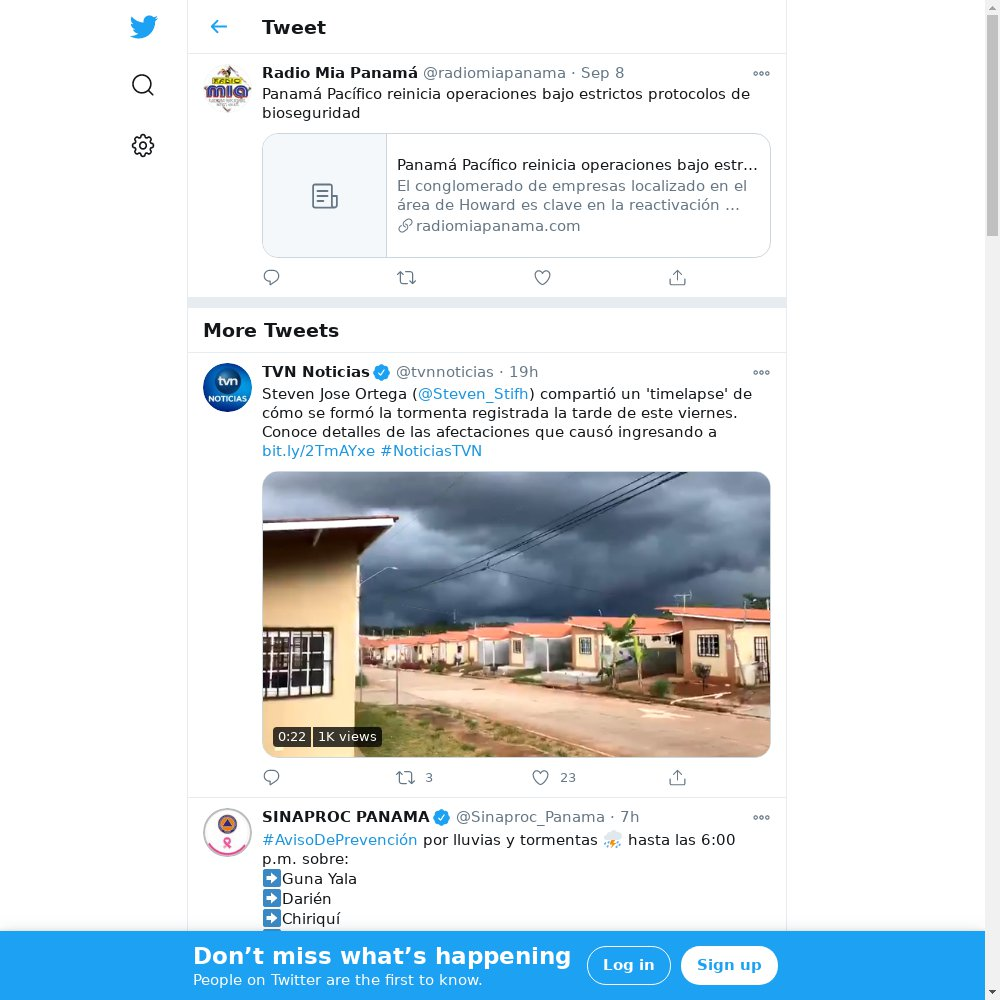 Tweet
Radio Mia Panamá @radiomiapanama · Sep 8
Panamá Pacífico reinicia operaciones bajo estrictos protocolos de
bioseguridad
RADIO
mia
Panamá Pacífico reinicia operaciones bajo estr...
El conglomerado de empresas localizado en el
área de Howard es clave en la reactivación ...
radiomiapanama.com
More Tweets
TVN Noticias @tvnnoticias · 19h
tvn
NOTICIAS
Steven Jose Ortega (@Steven_Stifh) compartió un 'timelapse' de
cómo se formó la tormenta registrada la tarde de este viernes.
Conoce detalles de las afectaciones que causó ingresando a
bit.ly/2TmAYxe #NoticiasTVN
0:22 1K views
3 23
SINAPROC PANAMA @Sinaproc_Panama · 7h
#AvisoDePrevención por lluvias y tormentas ⛈️ hasta las 6:00
p.m. sobre:
➡️Guna Yala
➡️Darién
➡️Chiriquí
Don’t miss what’s happening
People on Twitter are the first to know.
Log in
Sign up